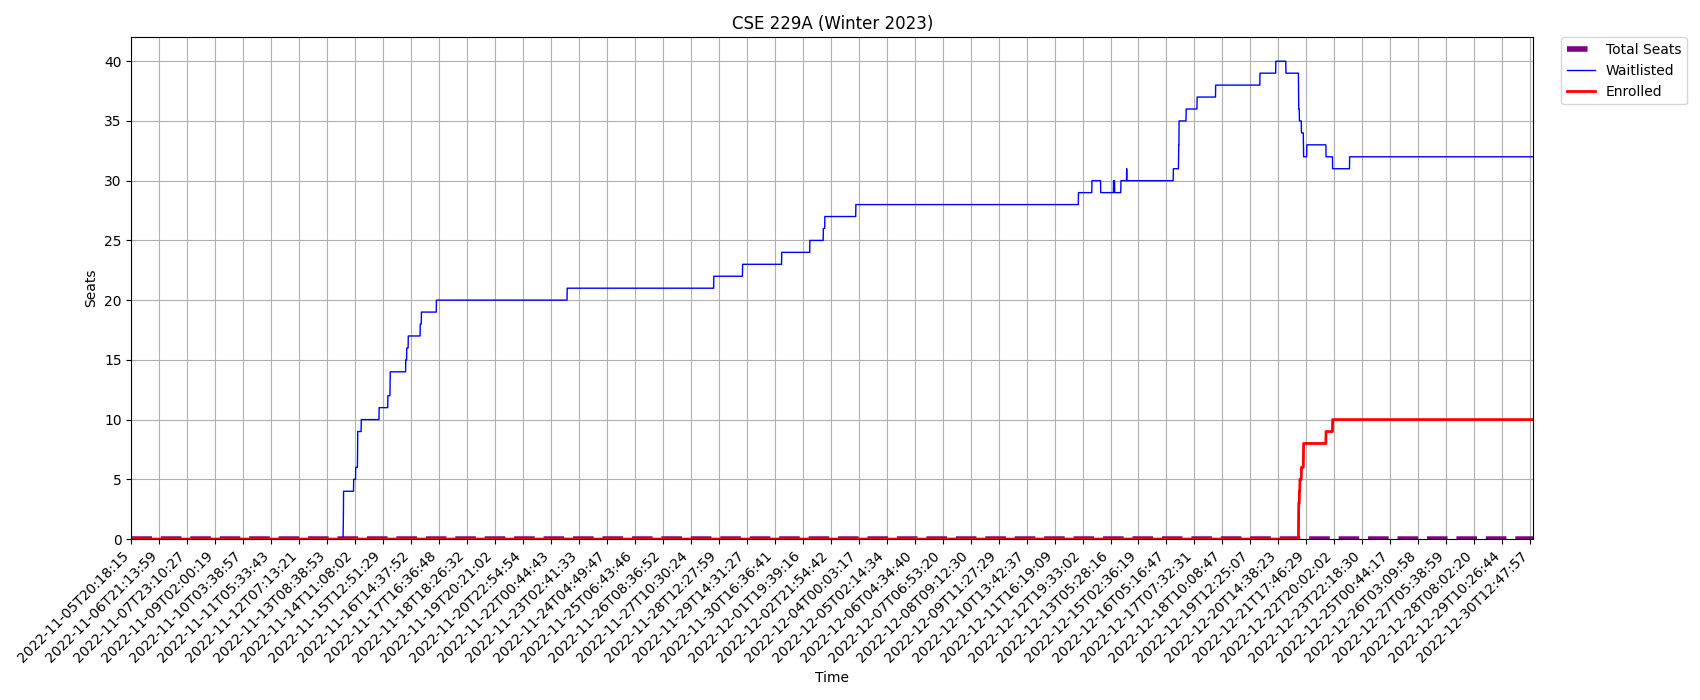 CSE 229A (Winter 2023)
Total Seats
Waitlisted
Enrolled
Seats
40
35
30
25
20
15
10
5
0
2022-11-05T20:18:15
2022-11-06T21:13:59
2022-11-07T23:10:27
2022-11-09T02:00:19
2022-11-10T03:38:57
2022-11-11T05:33:43
2022-11-12T07:13:21
2022-11-13T08:38:53
2022-11-14T11:08:02
2022-11-15T12:51:29
2022-11-16T14:37:52
2022-11-17T16:36:48
2022-11-18T18:26:32
2022-11-19T20:21:02
2022-11-20T22:54:54
2022-11-22T00:44:43
2022-11-23T02:41:33
2022-11-24T04:49:47
2022-11-25T06:43:46
2022-11-26T08:36:52
2022-11-27T10:30:24
2022-11-28T12:27:59
2022-11-29T14:31:27
2022-11-30T16:36:41
2022-12-01T19:39:16
2022-12-02T21:54:42
2022-12-04T00:03:17
2022-12-05T02:14:34
2022-12-06T04:34:40
2022-12-07T06:53:20
2022-12-08T09:12:30
2022-12-09T11:27:29
2022-12-10T13:42:37
2022-12-11T16:19:09
2022-12-12T19:33:02
2022-12-13T05:28:16
2022-12-15T02:36:19
2022-12-16T05:16:47
2022-12-17T07:32:31
2022-12-18T10:08:47
2022-12-19T12:25:07
2022-12-20T14:38:23
2022-12-21T17:46:29
2022-12-22T20:02:02
2022-12-23T22:18:30
2022-12-25T00:44:17
2022-12-26T03:09:58
2022-12-27T05:38:59
2022-12-28T08:02:20
2022-12-29T10:26:44
2022-12-30T12:47:57
Time